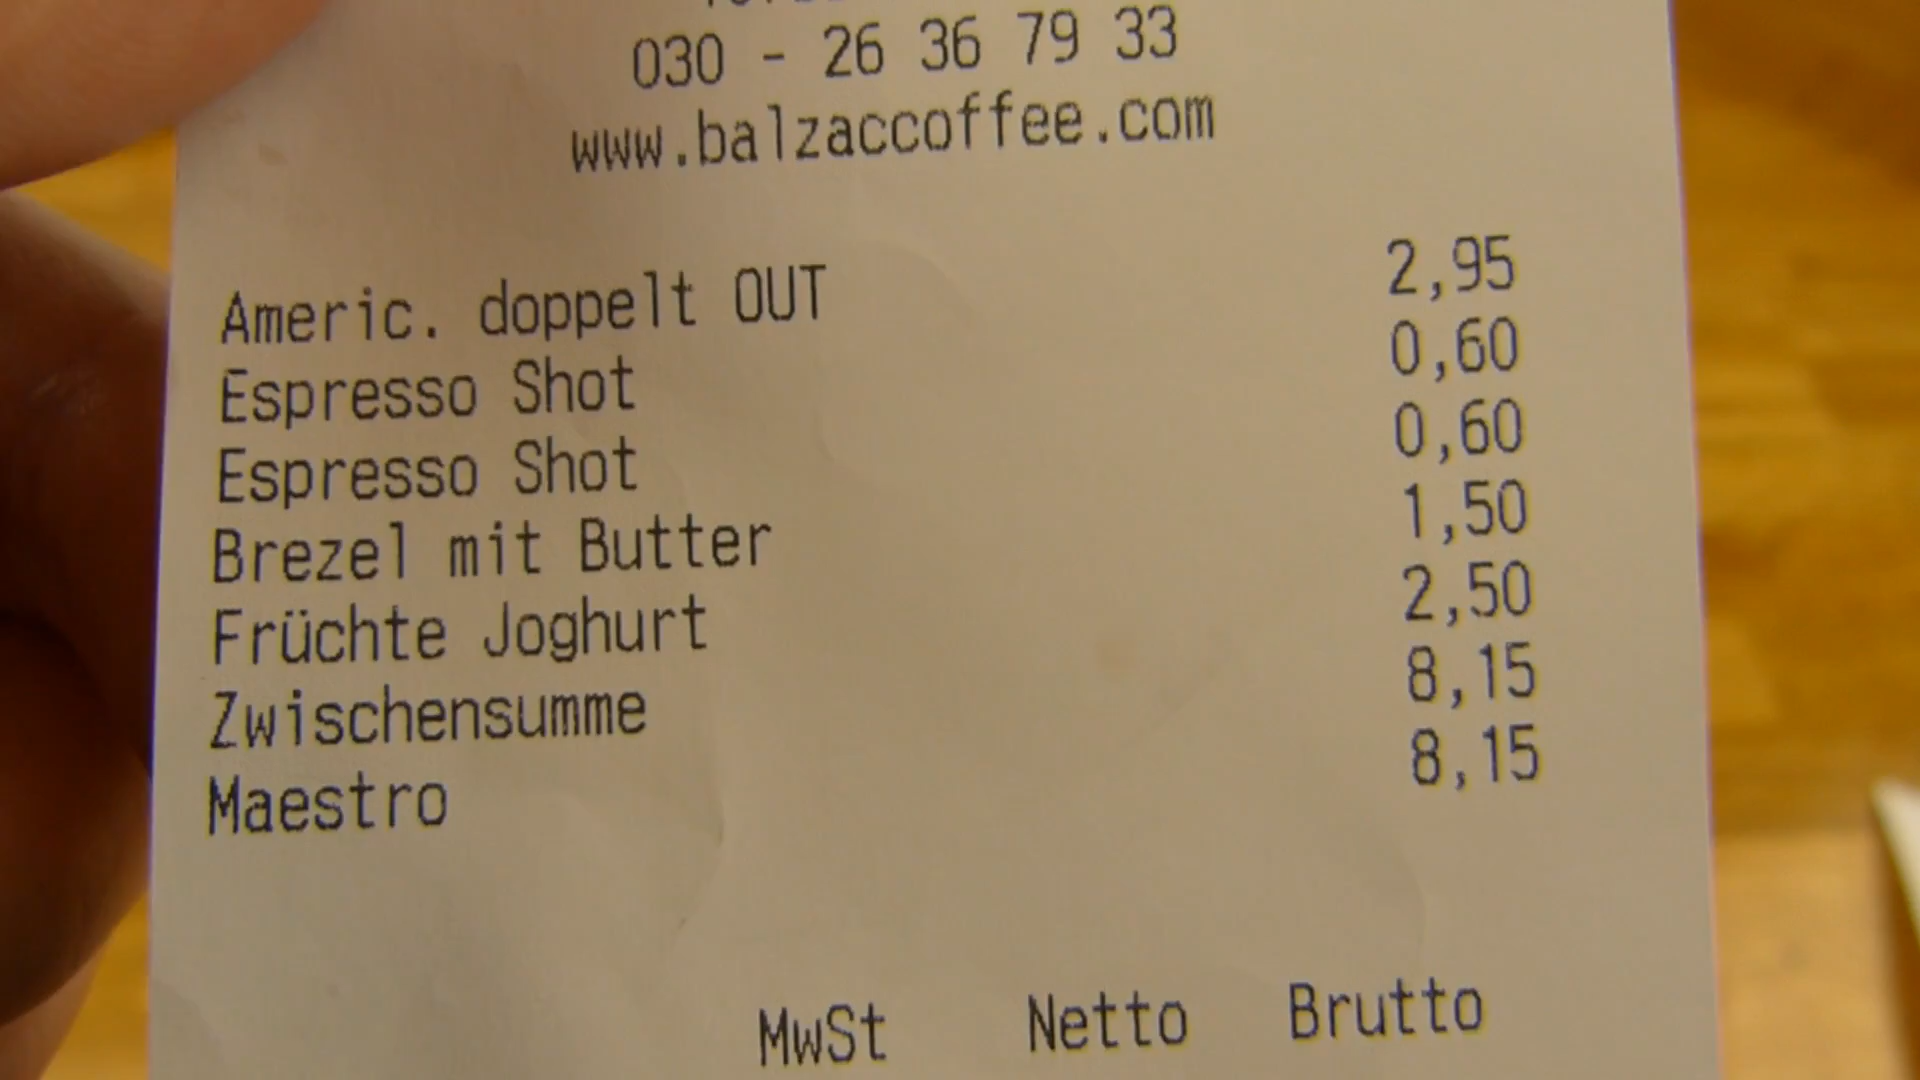 030 - 26 36 79 33
www.balzaccoffee.com
Americ. doppelt OUT 2,95
Espresso Shot 0,60
Espresso Shot 0,60
Brezel mit Butter 1,50
Früchte Joghurt 2,50
Zwischensumme 8,15
Maestro 8,15
MwSt Netto Brutto